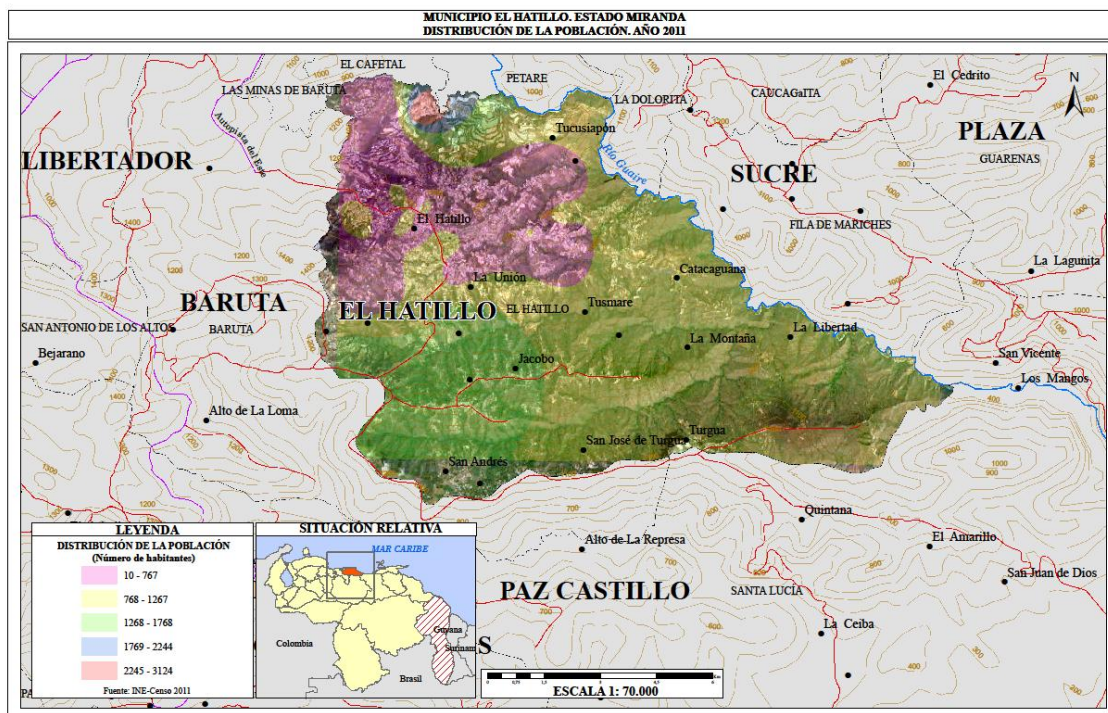 MUNICIPIO EL HATILLO. ESTADO MIRANDA
DISTRIBUCIÓN DE LA POBLACIÓN. AÑO 2011
EL CAFETAL
PETARE
LAS MINAS DE BARUTA
LA DOLORITA
CAUCAGaITA
El Cedrito
N
Autopista del Este
Tucusiapón
PLAZA
GUARENAS
LIBERTADOR
Río Guaire
SUCRE
El Hatillo
FILA DE MARICHES
La Unión
Catacaguana
La Lagunita
BARUTA
EL HATILLO
EL HATILLO
Tusmare
SAN ANTONIO DE LOS ALTOS
BARUTA
La Libertad
La Montaña
Bejarano
Jacobo
San Vicente
Los Mangos
Alto de La Loma
Turgua
San José de Turgua
San Andrés
Quintana
Alto de La Represa
El Amarillo
San Juan de Dios
PAZ CASTILLO
SANTA LUCIA
La Ceiba
LEYENDA
DISTRIBUCIÓN DE LA POBLACIÓN
(Número de habitantes)
10 - 767
768 - 1267
1268 - 1768
1769 - 2244
2245 - 3124
Fuente: INE-Censo 2011
SITUACIÓN RELATIVA
MAR CARIBE
Guyana
Colombia
Surinam
Brasil
ESCALA 1: 70.000